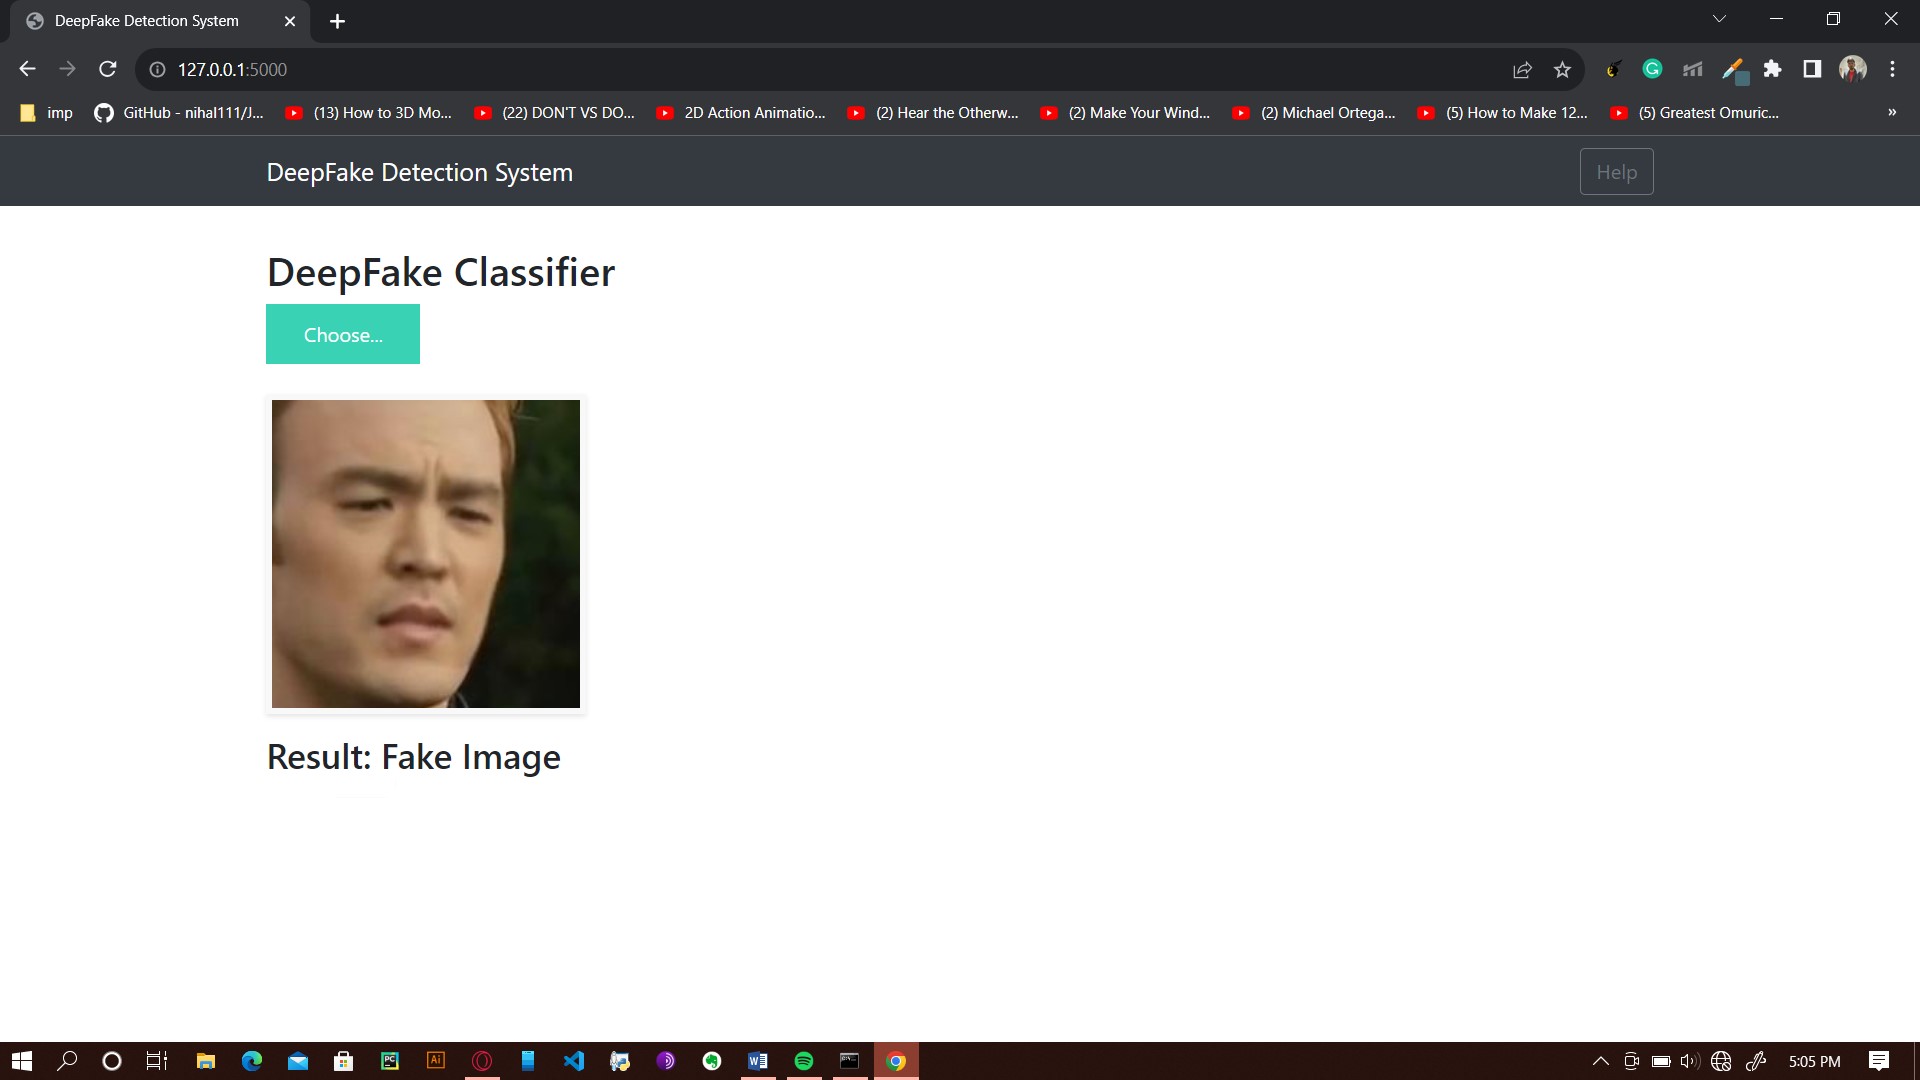 DeepFake Detection System
127.0.0.1:5000
imp
GitHub - nihal111/J...
(13) How to 3D Mo...
(22) DON'T VS DO...
2D Action Animatio...
(2) Hear the Otherw...
(2) Make Your Wind...
(2) Michael Ortega...
(5) How to Make 12...
(5) Greatest Omuric...
»
DeepFake Detection System
Help
DeepFake Classifier
Choose...
Result: Fake Image
PC
Ai
W
5:05 PM